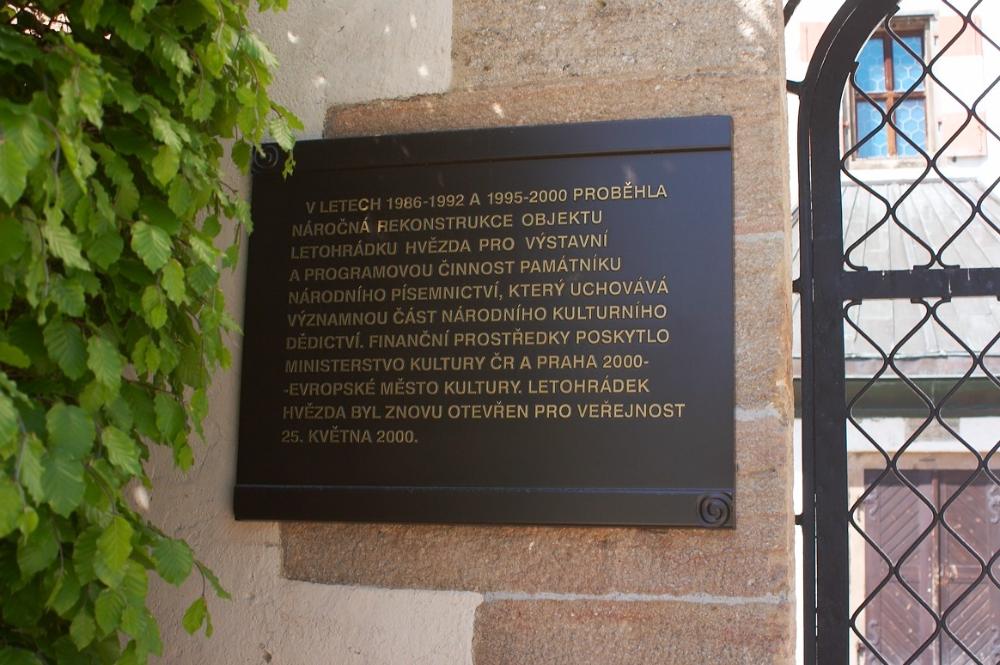 V LETECH 1986-1992 A 1995-2000 PROBĚHLA
NÁROČNÁ REKONSTRUKCE OBJEKTU
LETOHRÁDKU HVĚZDA PRO VÝSTAVNÍ
A PROGRAMOVOU ČINNOST PAMÁTNÍKU
NÁRODNÍHO PÍSEMNICTVÍ, KTERÝ UCHOVÁVÁ
VÝZNAMNOU ČÁST NÁRODNÍHO KULTURNÍHO
DĚDICTVÍ. FINANČNÍ PROSTŘEDKY POSKYTLO
MINISTERSTVO KULTURY ČR A PRAHA 2000-
-EVROPSKÉ MĚSTO KULTURY. LETOHRÁDEK
HVĚZDA BYL ZNOVU OTEVŘEN PRO VEŘEJNOST
25. KVĚTNA 2000.